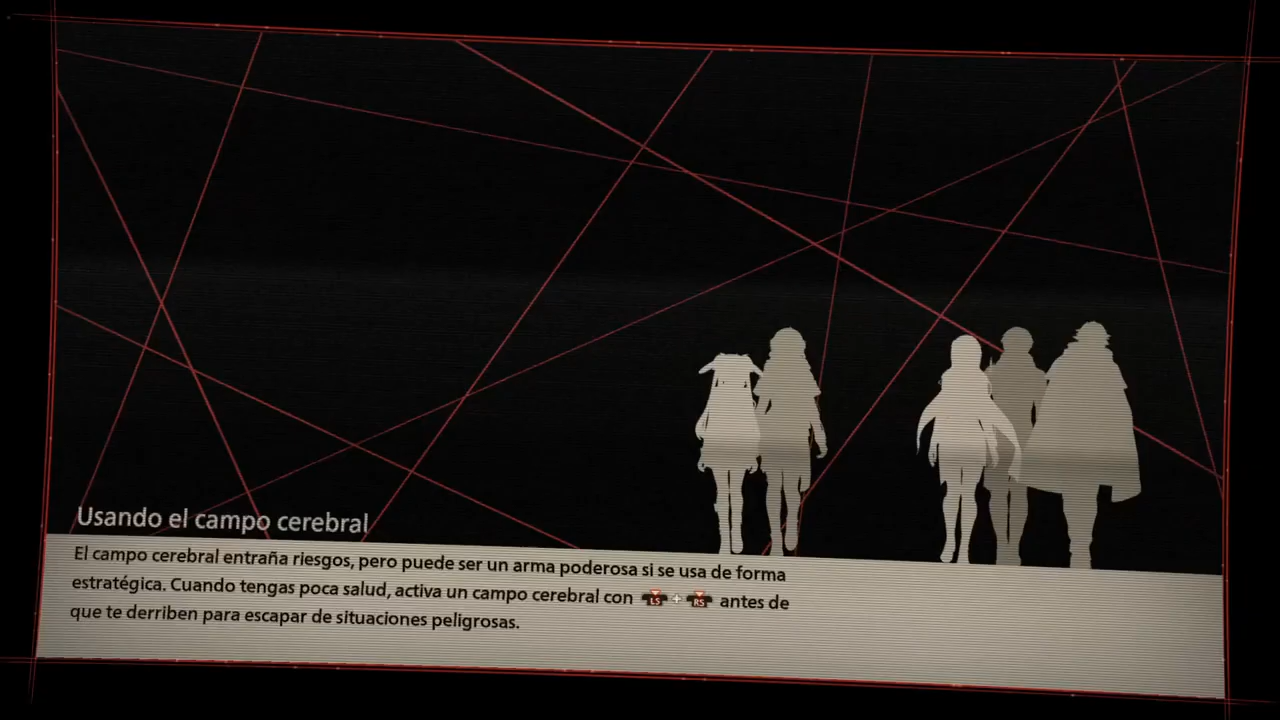 Usando el campo cerebral
El campo cerebral entraña riesgos, pero puede ser un arma poderosa si se usa de forma
estratégica. Cuando tengas poca salud, activa un campo cerebral con LS + RS antes de
que te derriben para escapar de situaciones peligrosas.